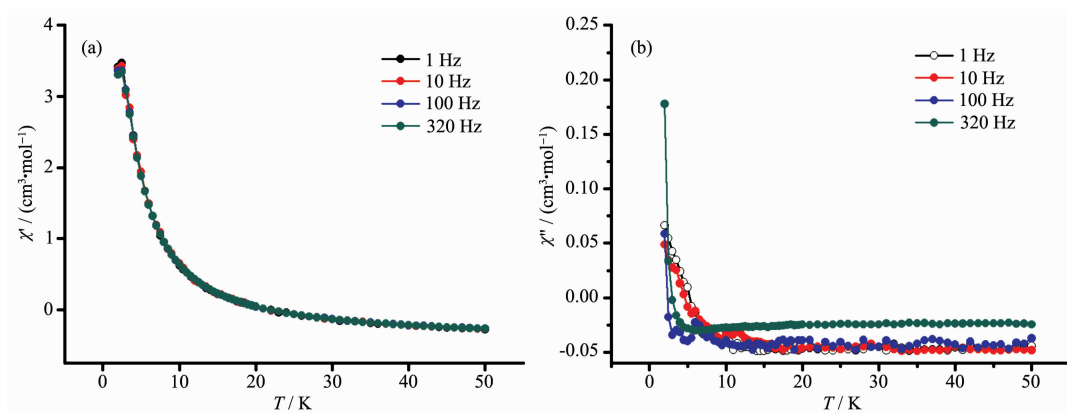 (a)
1 Hz
10 Hz
100 Hz
320 Hz
4
3
2
1
0
χ' / (cm³•mol⁻¹)
0
10
20
30
40
50
T / K
(b)
1 Hz
10 Hz
100 Hz
320 Hz
0.25
0.20
0.15
0.10
0.05
0.00
-0.05
χ" / (cm³•mol⁻¹)
0
10
20
30
40
50
T / K